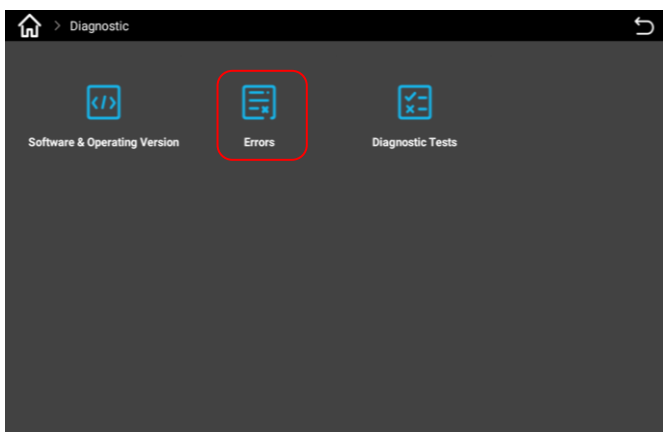 > Diagnostic
Software & Operating Version
Errors
Diagnostic Tests